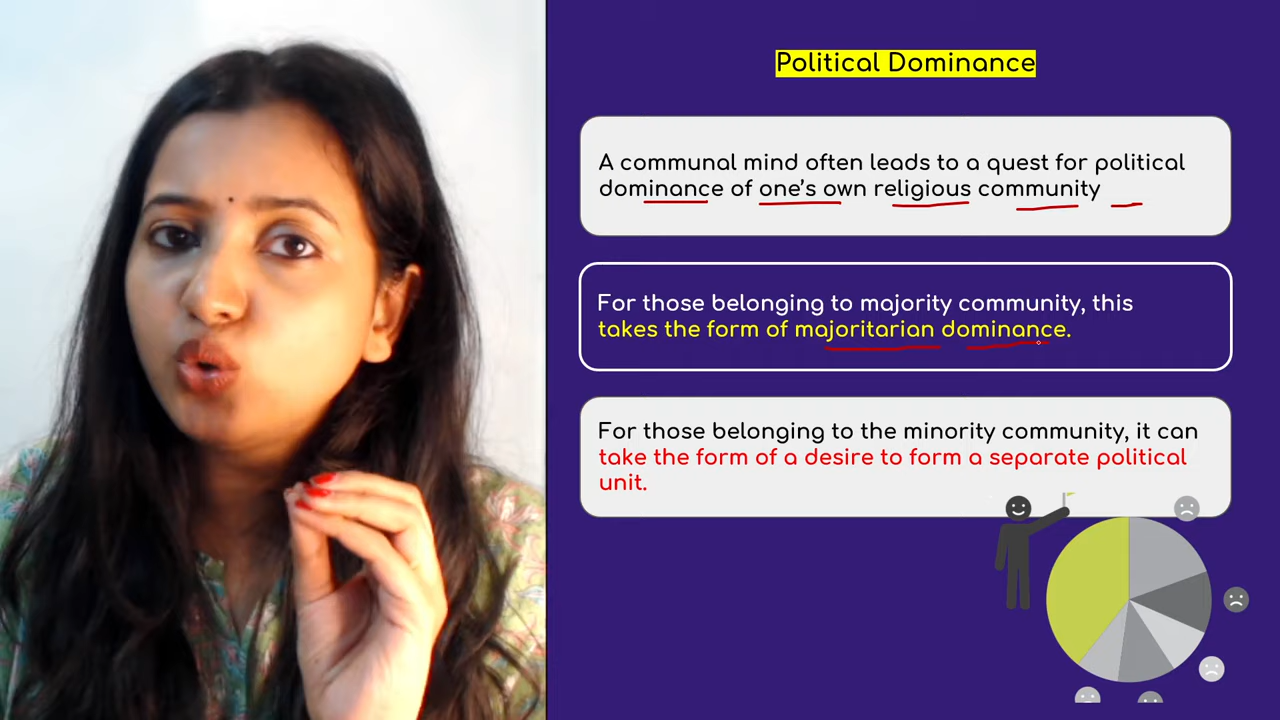 Political Dominance
A communal mind often leads to a quest for political
dominance of one's own religious community
For those belonging to majority community, this
takes the form of majoritarian dominance.
For those belonging to the minority community, it can
take the form of a desire to form a separate political
unit.